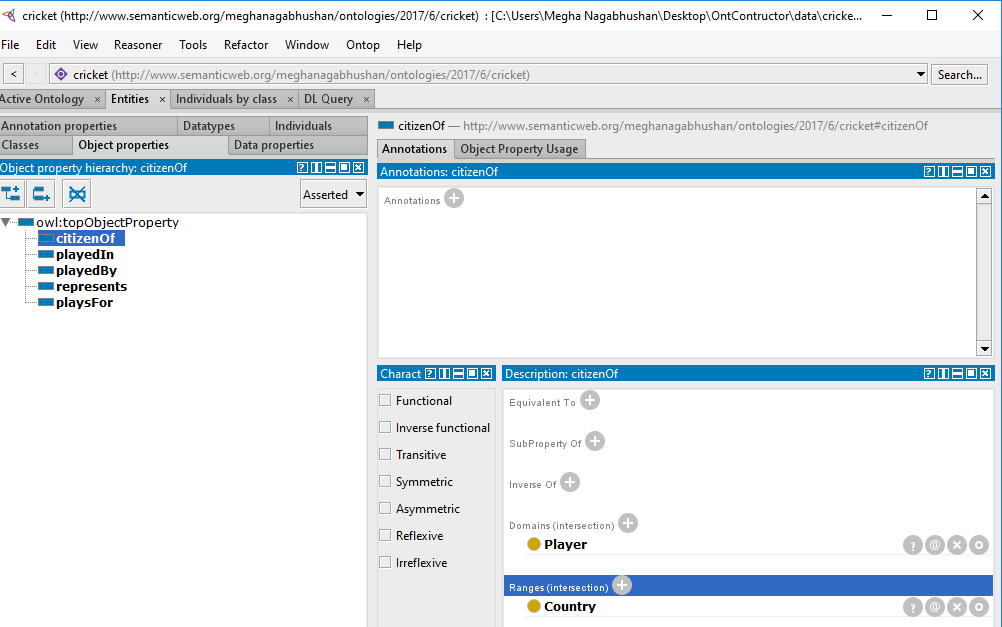 cricket (http://www.semanticweb.org/meghanagabhushan/ontologies/2017/6/cricket) : [C:\Users\Megha Nagabhushan\Desktop\OntContructor\data\cricke...
File Edit View Reasoner Tools Refactor Window Ontop Help
< > cricket (http://www.semanticweb.org/meghanagabhushan/ontologies/2017/6/cricket) Search...
Active Ontology × Entities × Individuals by class × DL Query ×
Annotation properties Datatypes Individuals
Classes Object properties Data properties
Object property hierarchy: citizenOf
Asserted
owl:topObjectProperty
citizenOf
playedIn
playedBy
represents
playsFor
citizenOf — http://www.semanticweb.org/meghanagabhushan/ontologies/2017/6/cricket#citizenOf
Annotations Object Property Usage
Annotations: citizenOf
Annotations
Charact
Functional
Inverse functional
Transitive
Symmetric
Asymmetric
Reflexive
Irreflexive
Description: citizenOf
Equivalent To
SubProperty Of
Inverse Of
Domains (intersection)
Player
Ranges (intersection)
Country